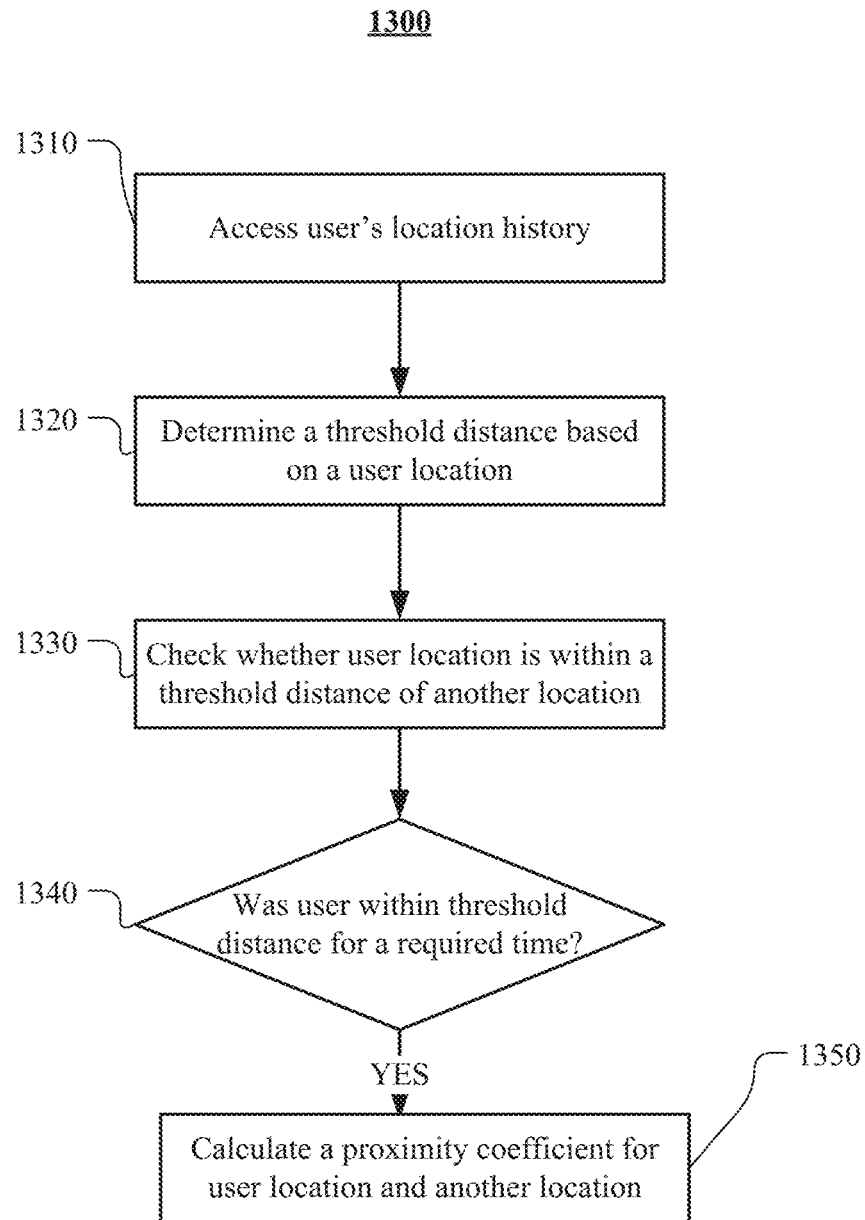 1300
1310
Access user's location history
1320
Determine a threshold distance based
on a user location
1330
Check whether user location is within a
threshold distance of another location
1340
Was user within threshold
distance for a required time?
YES
1350
Calculate a proximity coefficient for
user location and another location